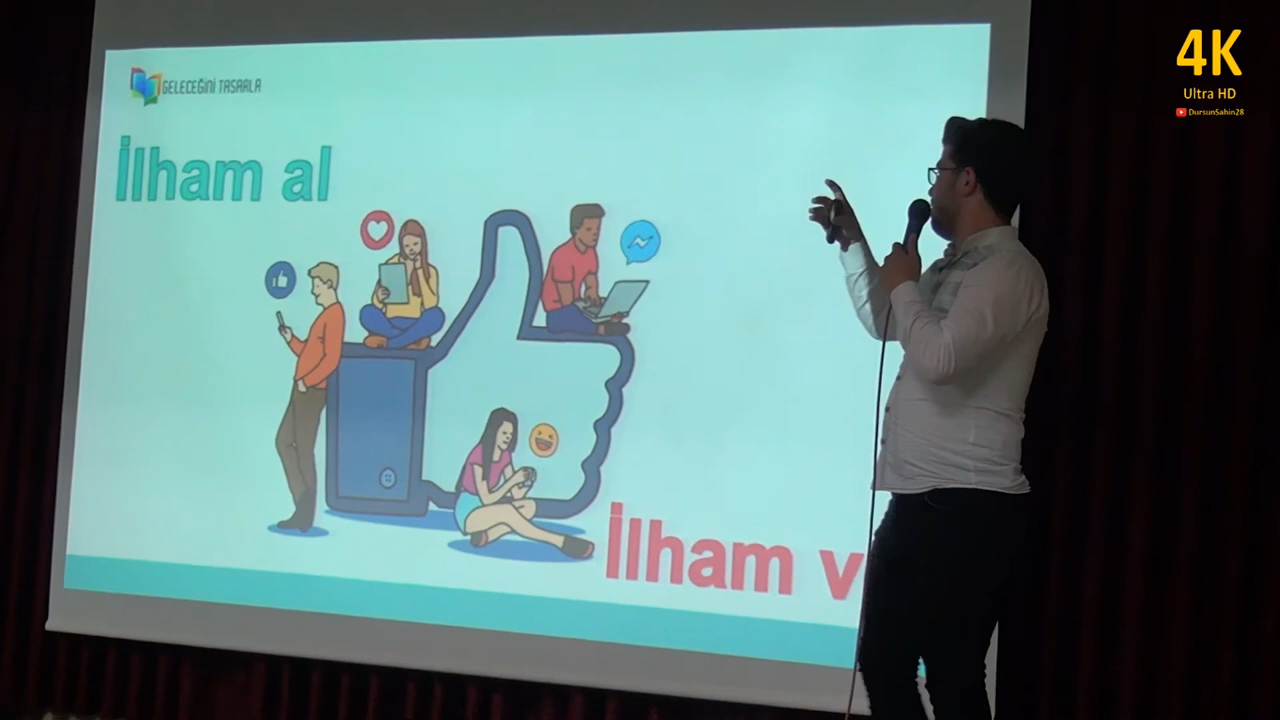 4K
Ultra HD
DursunSahin28
GELECEĞİNİ TASARLA
İlham al
İlham v